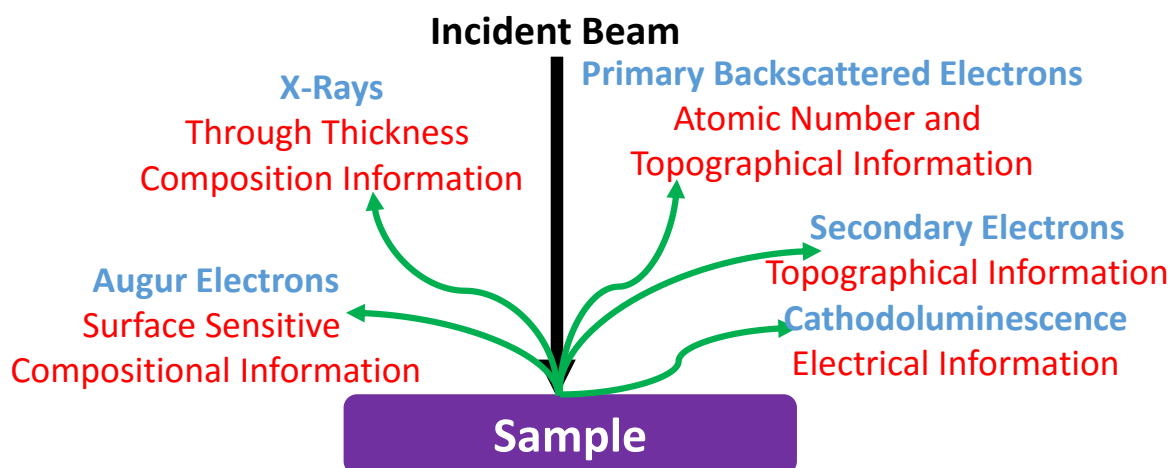 Incident Beam
X-Rays
Through Thickness
Composition Information
Primary Backscattered Electrons
Atomic Number and
Topographical Information
Augur Electrons
Surface Sensitive
Compositional Information
Secondary Electrons
Topographical Information
Cathodoluminescence
Electrical Information
Sample